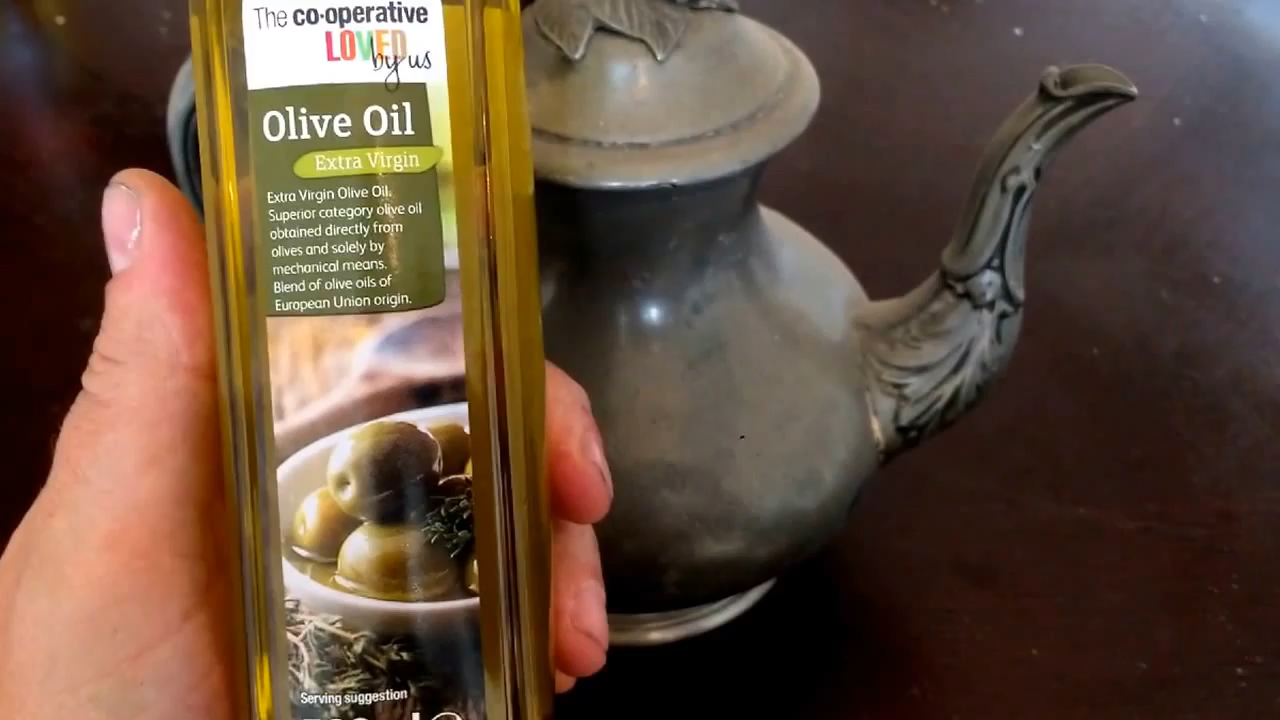 The co-operative
LOVED
by us
Olive Oil
Extra Virgin
Extra Virgin Olive Oil.
Superior category olive oil
obtained directly from
olives and solely by
mechanical means.
Blend of olive oils of
European Union origin.
Serving suggestion